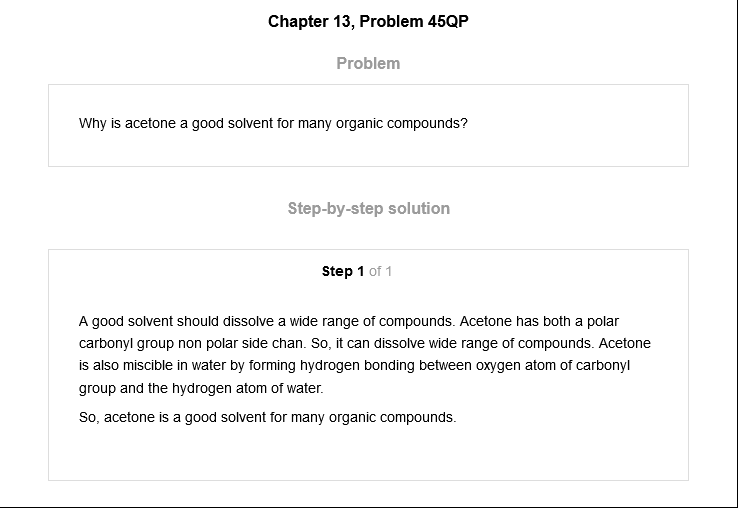 Chapter 13, Problem 45QP
Problem
Why is acetone a good solvent for many organic compounds?
Step-by-step solution
Step 1 of 1
A good solvent should dissolve a wide range of compounds. Acetone has both a polar
carbonyl group non polar side chan. So, it can dissolve wide range of compounds. Acetone
is also miscible in water by forming hydrogen bonding between oxygen atom of carbonyl
group and the hydrogen atom of water.
So, acetone is a good solvent for many organic compounds.